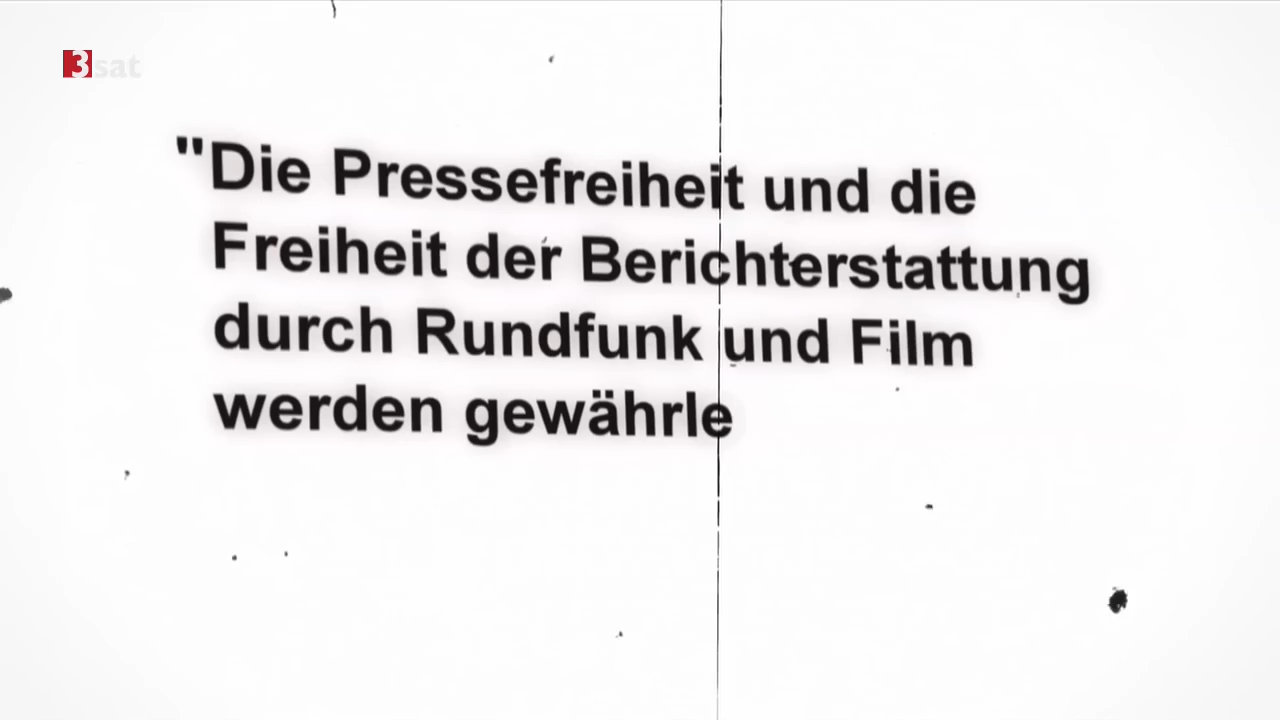 3sat
"Die Pressefreiheit und die
Freiheit der Berichterstattung
durch Rundfunk und Film
werden gewährle